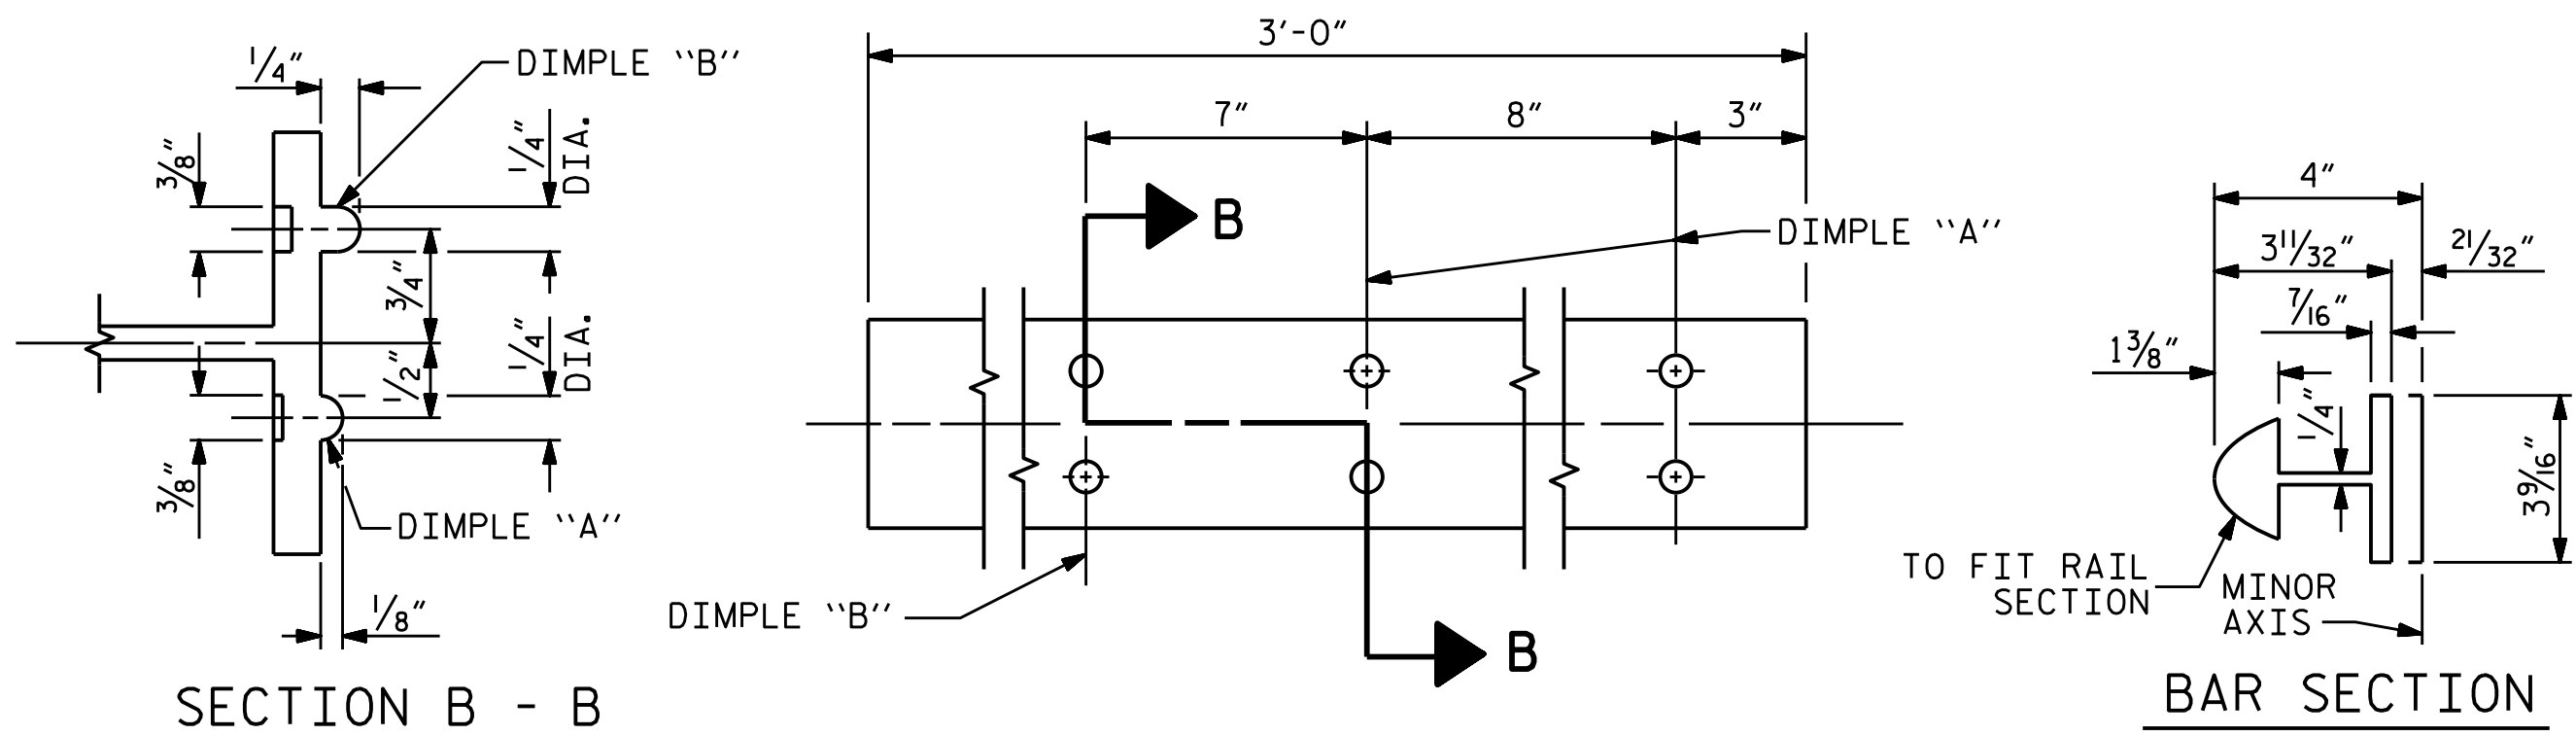 1/4"
DIMPLE "B"
3/8"
1/4"
DIA.
3/4"
1/2"
1/4"
DIA.
3/8"
DIMPLE "A"
1/8"
SECTION B - B
3'-0"
7"
8"
3"
B
DIMPLE "A"
DIMPLE "B"
B
4"
3 11/32"
21/32"
7/16"
1 3/8"
1/4"
3 9/16"
TO FIT RAIL
SECTION
MINOR
AXIS
BAR SECTION